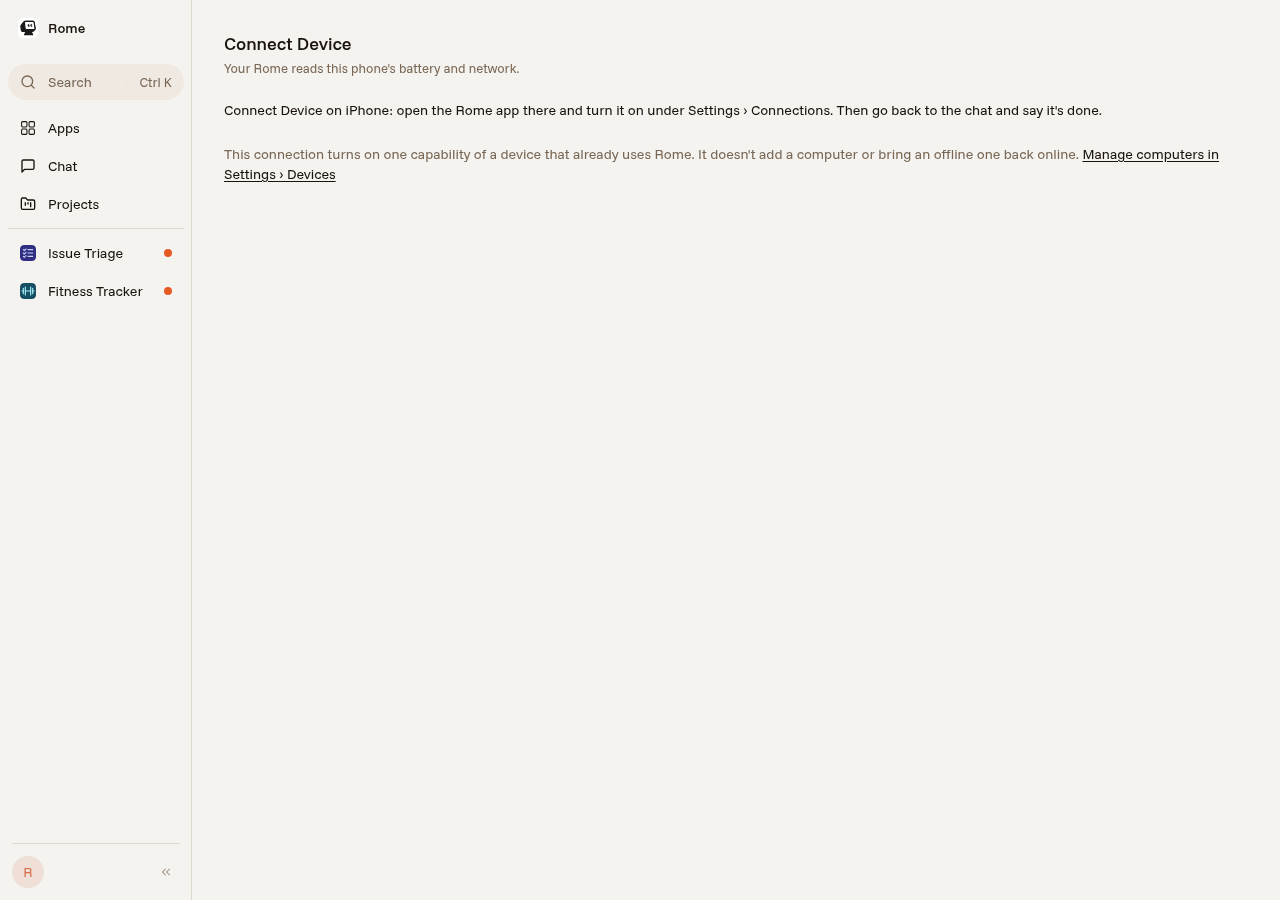 Rome
Search Ctrl K
Apps
Chat
Projects
Issue Triage
Fitness Tracker
R
Connect Device
Your Rome reads this phone's battery and network.
Connect Device on iPhone: open the Rome app there and turn it on under Settings › Connections. Then go back to the chat and say it's done.
This connection turns on one capability of a device that already uses Rome. It doesn't add a computer or bring an offline one back online. Manage computers in
Settings › Devices